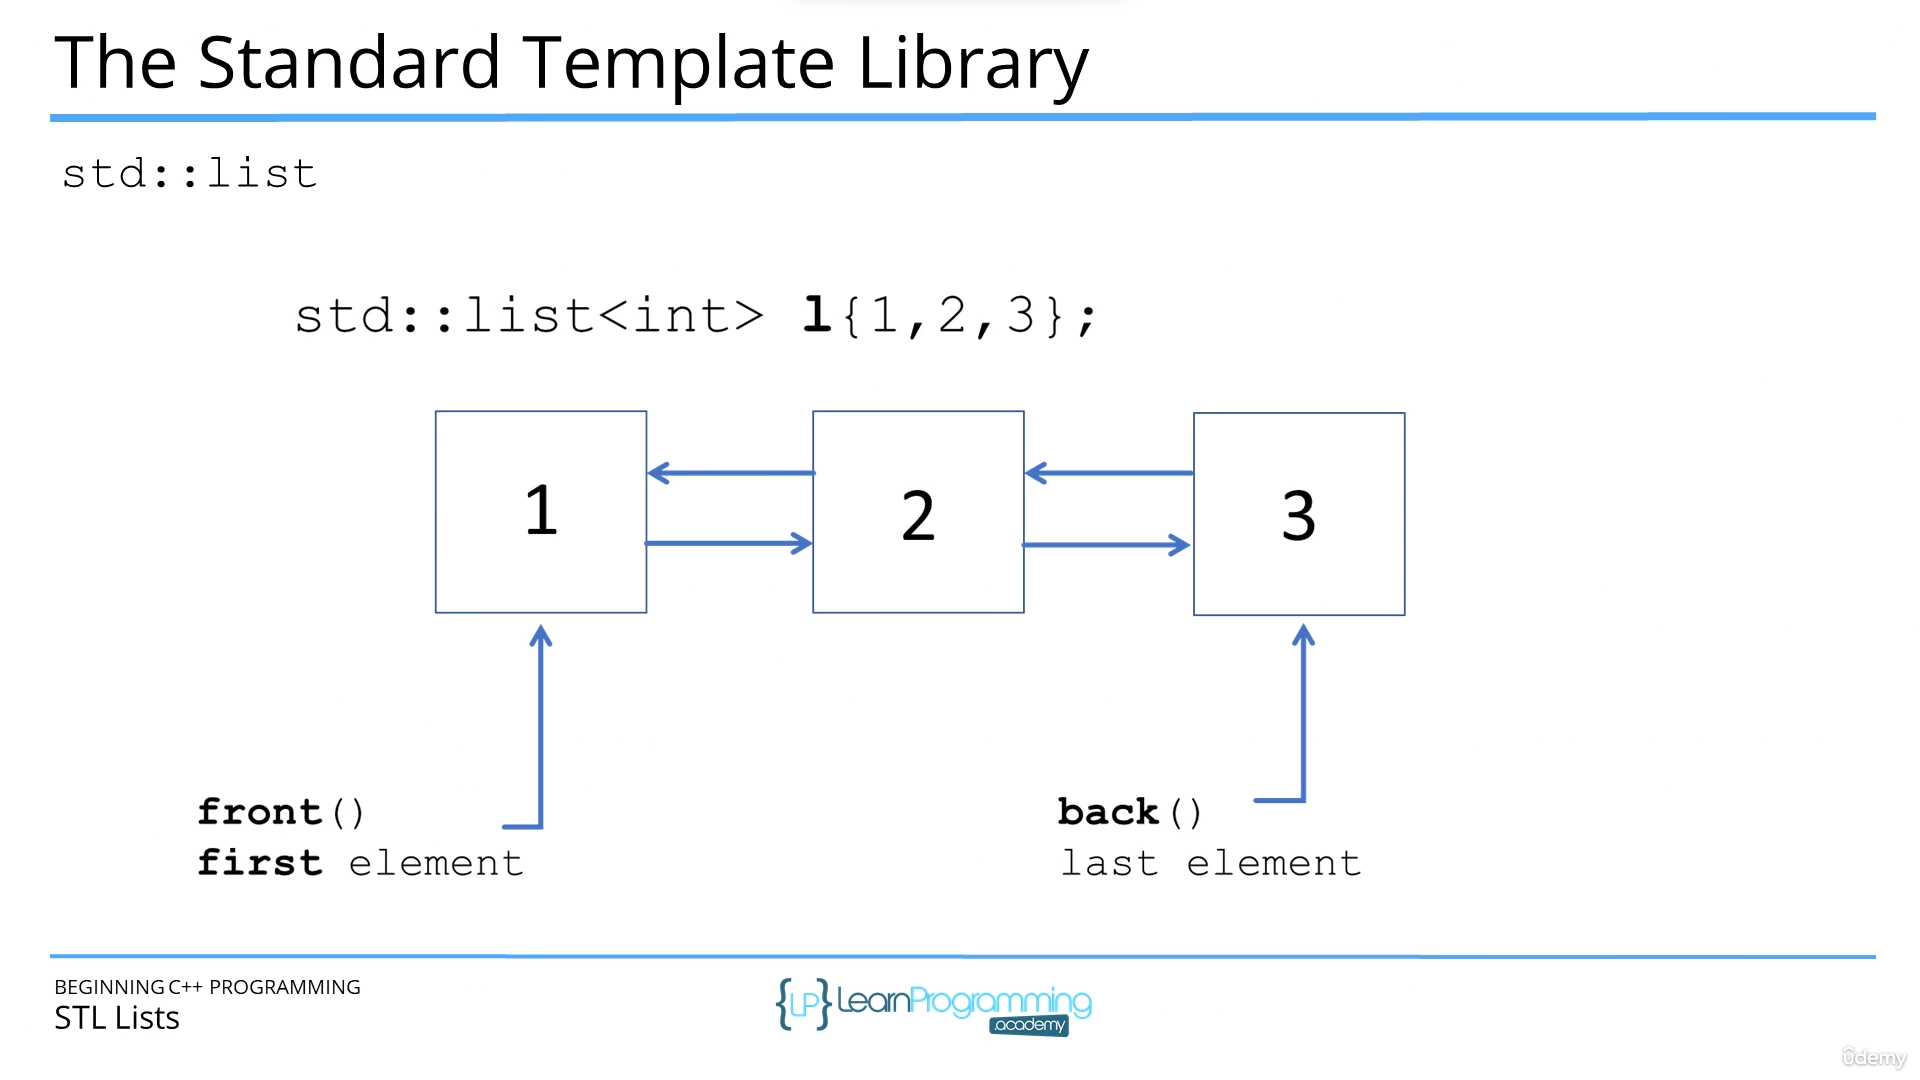 The Standard Template Library
std::list
std::list<int> l{1,2,3};
1
2
3
front()
first element
back()
last element
BEGINNING C++ PROGRAMMING
STL Lists
{LP} LearnProgramming
.academy
ûdemy